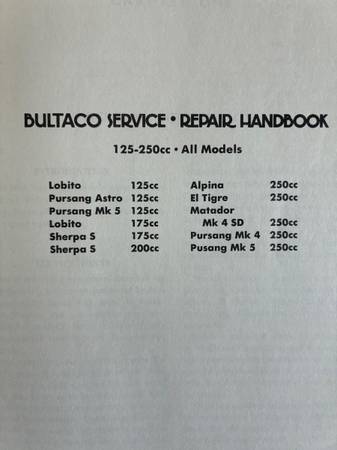 BULTACO SERVICE • REPAIR HANDBOOK
125-250cc • All Models
Lobito 125cc
Pursang Astro 125cc
Pursang Mk 5 125cc
Lobito 175cc
Sherpa S 175cc
Sherpa S 200cc
Alpina 250cc
El Tigre 250cc
Matador
Mk 4 SD 250cc
Pursang Mk 4 250cc
Pusang Mk 5 250cc